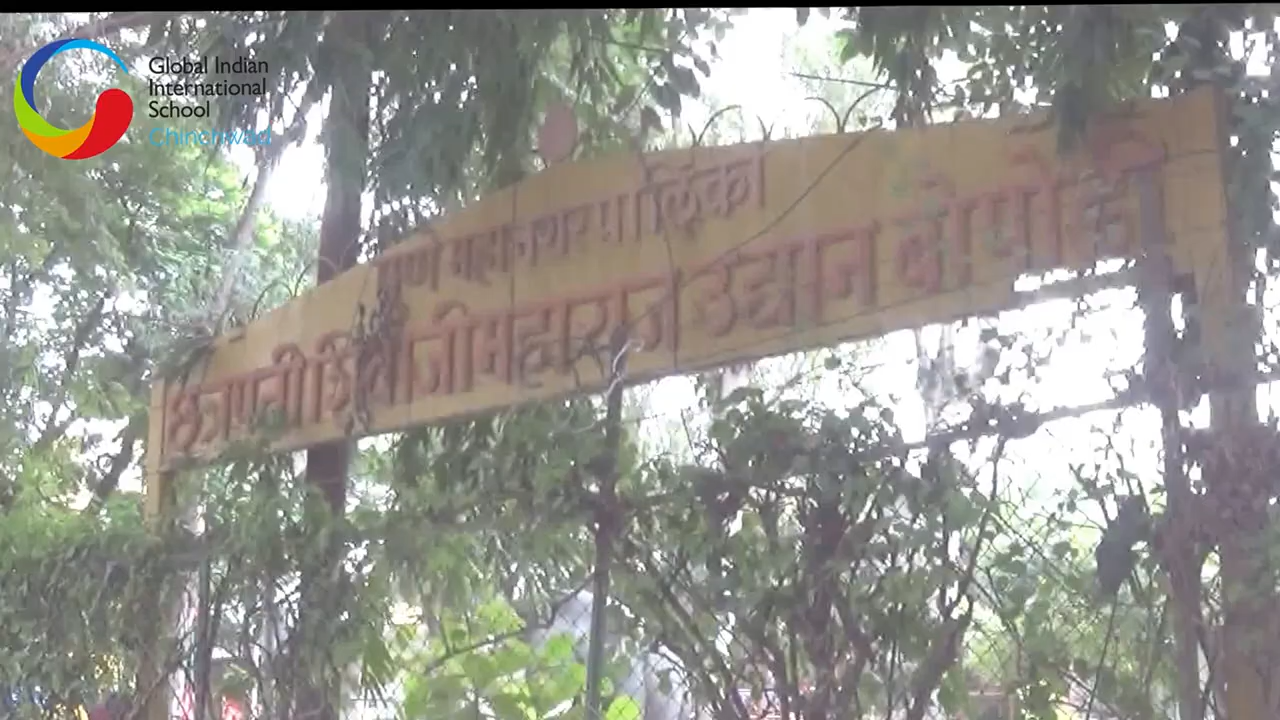 Global Indian
International
School
Chinchwad
पुणे महानगरपालिका
छत्रपती शिवाजी महाराज उद्यान बोपोडी